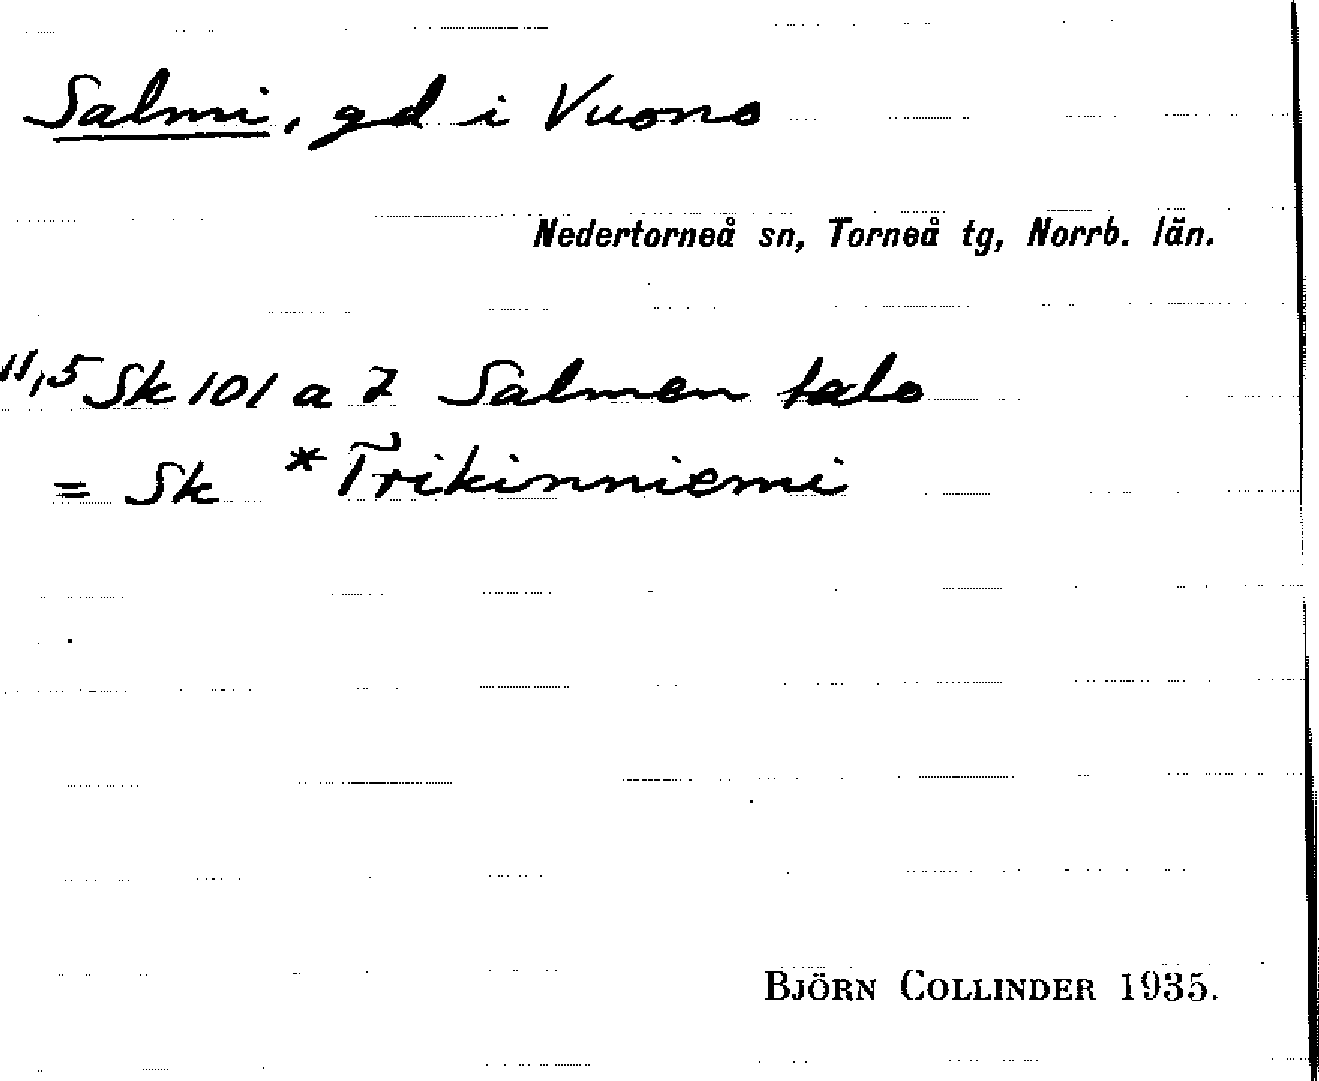 Salmi, gd i Vuono
Nedertorneå sn, Torneå tg, Norrb. län.
11,5 Sk 101 a 7 Salmen talo
= Sk *Trikinniemi
BJÖRN COLLINDER 1935.